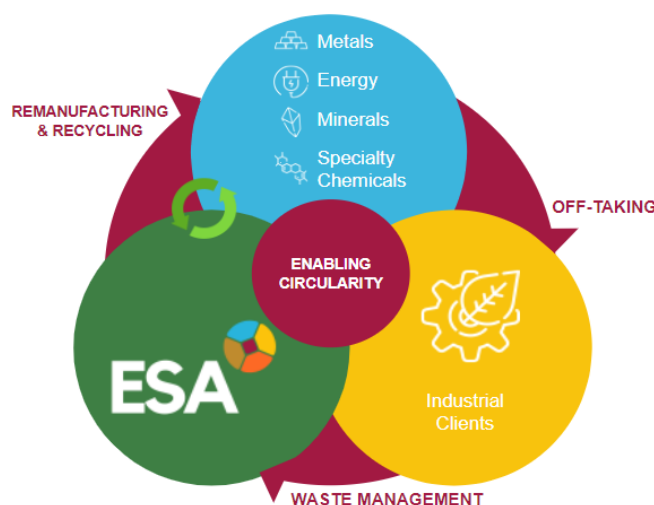 Metals
Energy
Minerals
Specialty
Chemicals
REMANUFACTURING
& RECYCLING
OFF-TAKING
ENABLING
CIRCULARITY
ESA
Industrial
Clients
WASTE MANAGEMENT